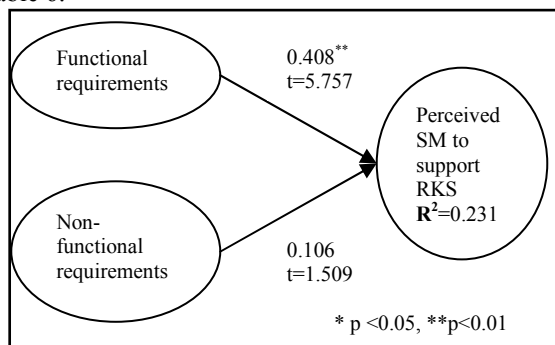 Functional
requirements
0.408**
t=5.757
Perceived
SM to
support
RKS
R²=0.231
Non-
functional
requirements
0.106
t=1.509
* p <0.05, **p<0.01